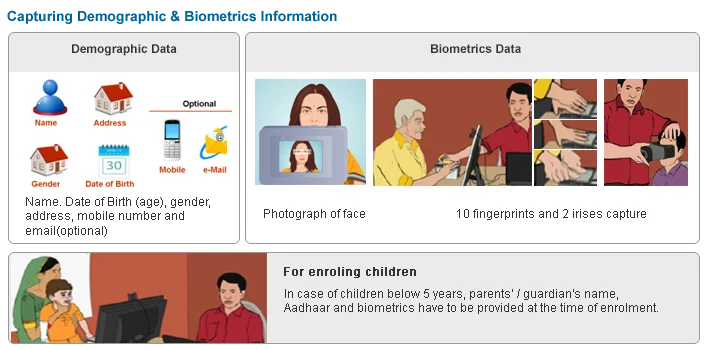 Capturing Demographic & Biometrics Information
Demographic Data
Name
Address
Optional
Gender
30
Date of Birth
Mobile
e-Mail
Name. Date of Birth (age), gender,
address, mobile number and
email(optional)
Biometrics Data
Photograph of face
10 fingerprints and 2 irises capture
For enroling children
In case of children below 5 years, parents' / guardian's name,
Aadhaar and biometrics have to be provided at the time of enrolment.